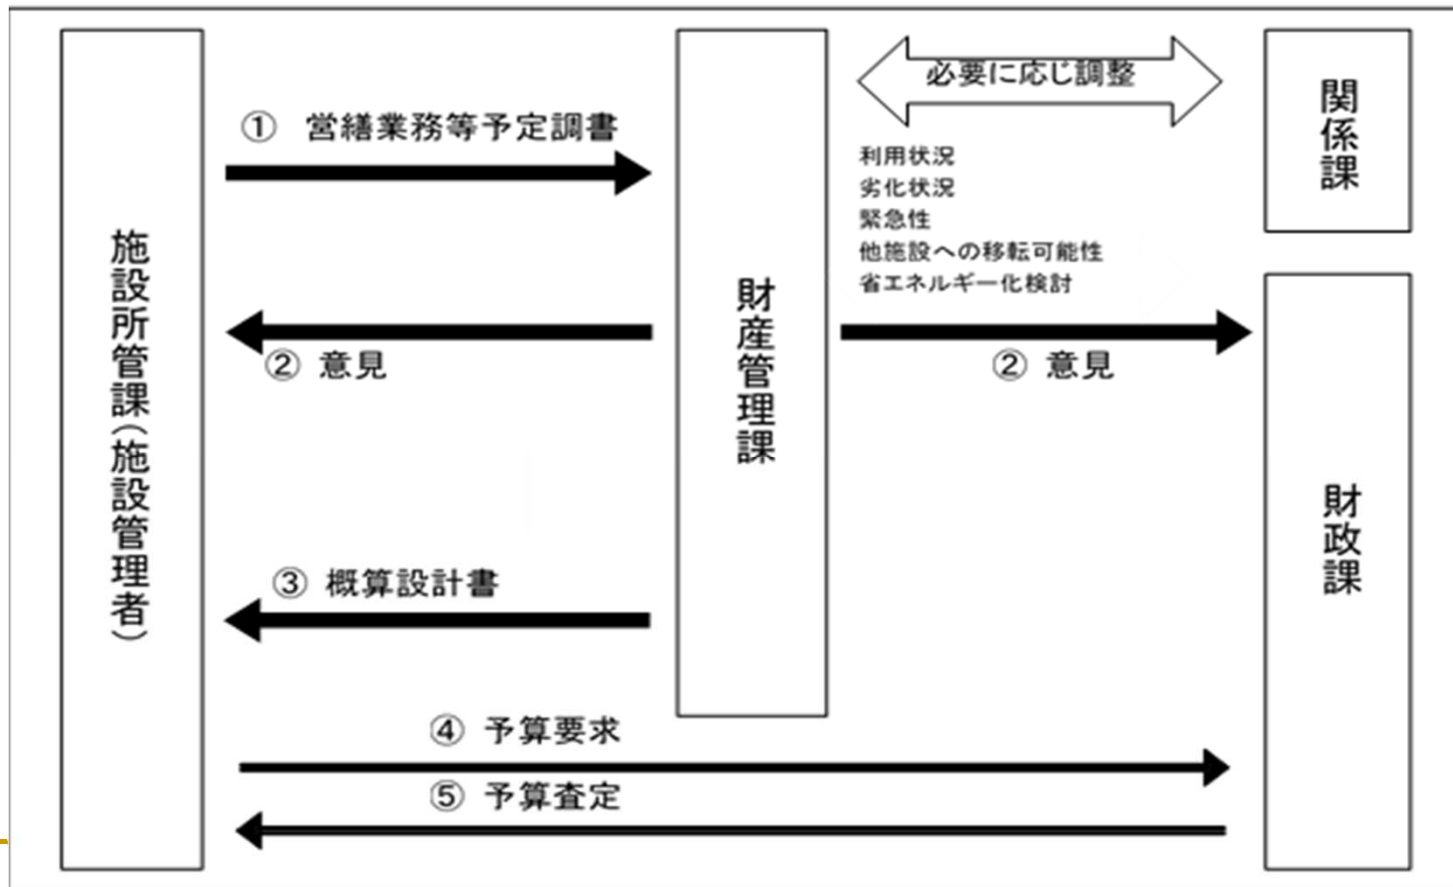 施設所管課(施設管理者)
① 営繕業務等予定調書
② 意見
③ 概算設計書
④ 予算要求
⑤ 予算査定
財産管理課
必要に応じ調整
利用状況
劣化状況
緊急性
他施設への移転可能性
省エネルギー化検討
② 意見
関係課
財政課